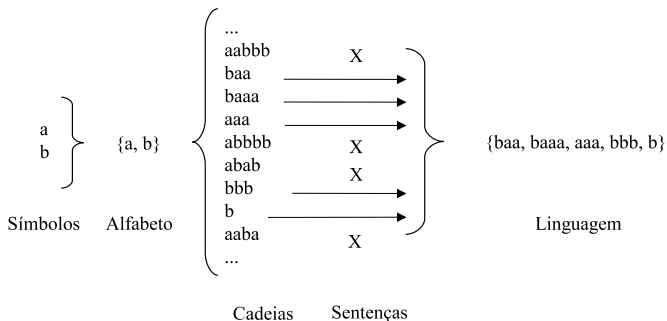 a
b
Símbolos
{a, b}
Alfabeto
...
aabbb X
baa
baaa
aaa
abbbb X
abab X
bbb
b
aaba X
...
Cadeias Sentenças
{baa, baaa, aaa, bbb, b}
Linguagem